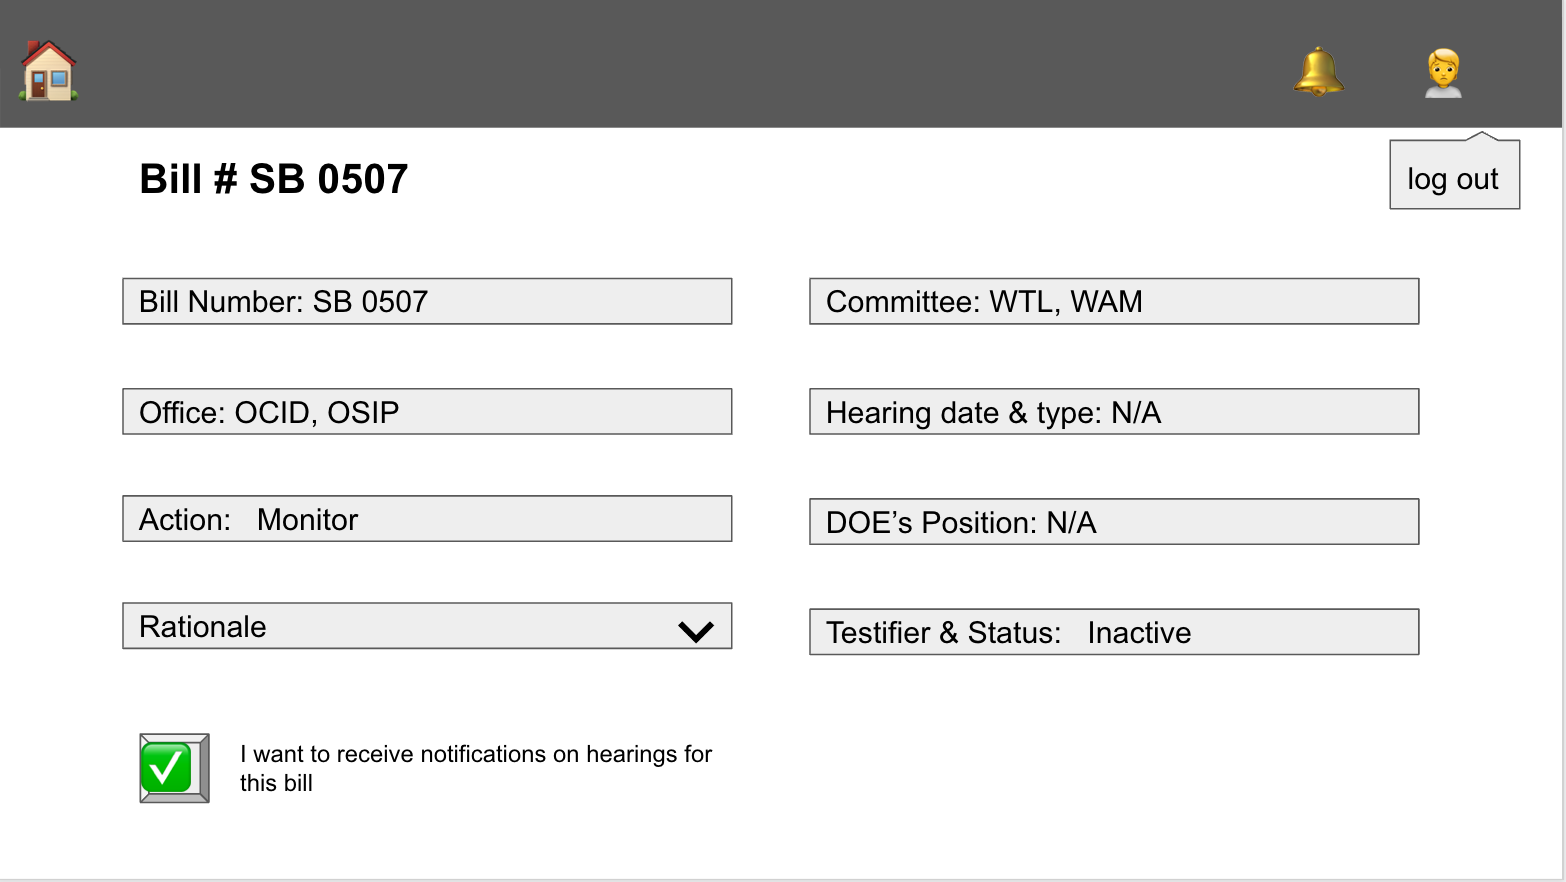 log out
Bill # SB 0507
Bill Number: SB 0507
Committee: WTL, WAM
Office: OCID, OSIP
Hearing date & type: N/A
Action: Monitor
DOE’s Position: N/A
Rationale
Testifier & Status: Inactive
I want to receive notifications on hearings for
this bill